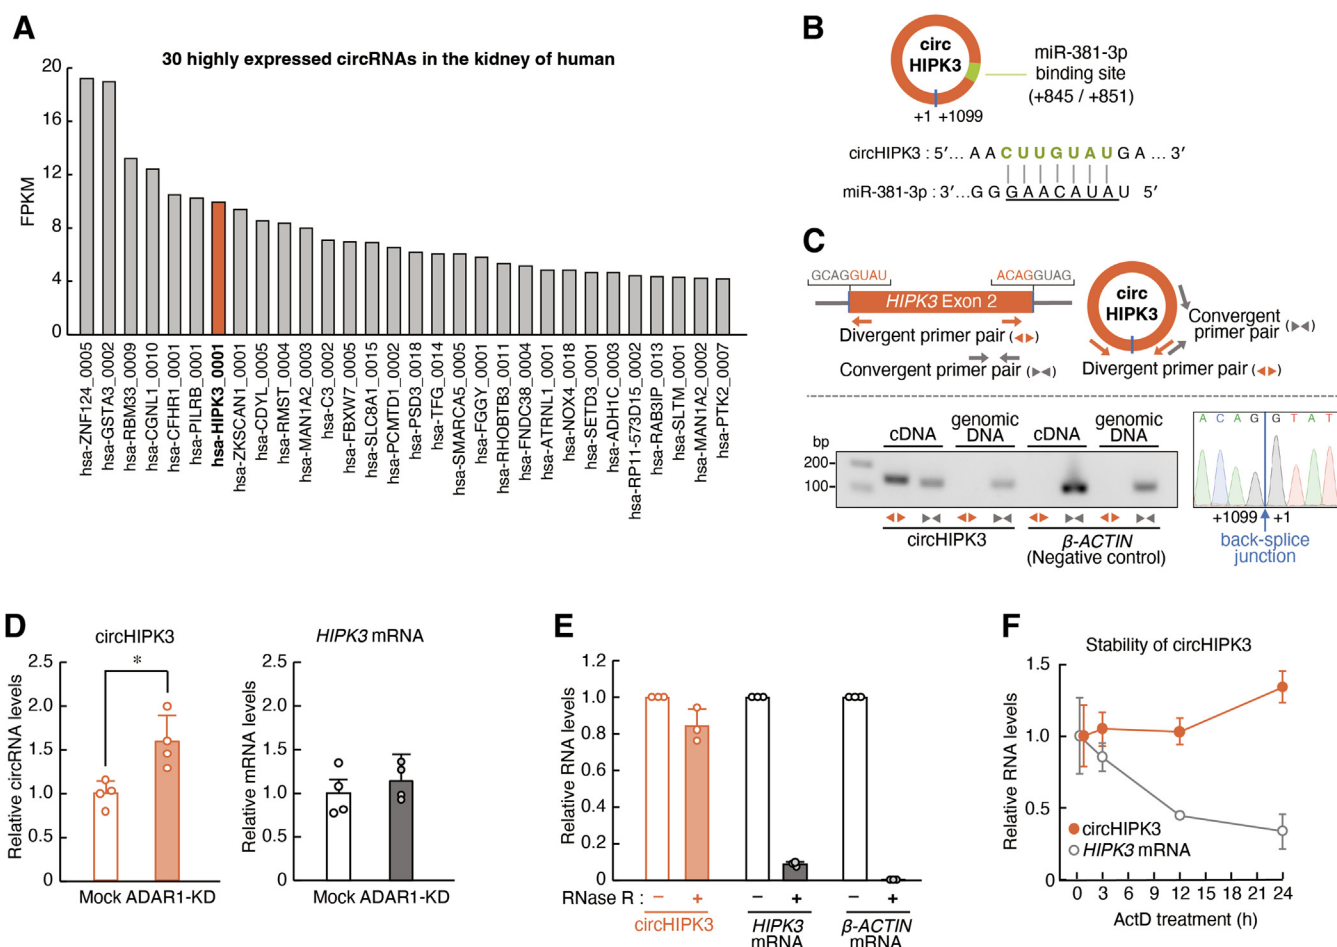 A
30 highly expressed circRNAs in the kidney of human
FPKM
20
16
12
8
4
0
hsa-ZNF124_0005
hsa-GSTA3_0002
hsa-RBM33_0009
hsa-CGNL1_0010
hsa-CFHR1_0001
hsa-PILRB_0001
hsa-HIPK3_0001
hsa-ZKSCAN1_0001
hsa-CDYL_0005
hsa-RMST_0004
hsa-MAN1A2_0003
hsa-C3_0002
hsa-FBXW7_0005
hsa-SLC8A1_0015
hsa-PCMTD1_0002
hsa-PSD3_0018
hsa-TFG_0014
hsa-SMARCA5_0005
hsa-FGGY_0001
hsa-RHOBTB3_0011
hsa-FNDC38_0004
hsa-ATRNL1_0001
hsa-NOX4_0018
hsa-SETD3_0001
hsa-ADH1C_0003
hsa-RP11-573D15_0002
hsa-RAB3IP_0013
hsa-SLTM_0001
hsa-MAN1A2_0002
hsa-PTK2_0007
B
circ
HIPK3
miR-381-3p
binding site
(+845 / +851)
+1 +1099
circHIPK3 : 5′... A A C U U G U A U G A ... 3′
miR-381-3p : 3′... G G G A A C A U A U 5′
C
GCAGGUAU
ACAGGUAG
HIPK3 Exon 2
Divergent primer pair ( )
Convergent primer pair ( )
circ
HIPK3
Convergent
primer pair ( )
Divergent primer pair ( )
cDNA
genomic
DNA
cDNA
genomic
DNA
bp
200
100
circHIPK3
β-ACTIN
(Negative control)
A C A G G T A T
+1099 +1
back-splice
junction
D
circHIPK3
Relative circRNA levels
2.5
2.0
1.5
1.0
0.5
0
*
Mock ADAR1-KD
HIPK3 mRNA
Relative mRNA levels
2.5
2.0
1.5
1.0
0.5
0
Mock ADAR1-KD
E
Relative RNA levels
1.2
1.0
0.8
0.6
0.4
0.2
0
RNase R : − + − + − +
circHIPK3
HIPK3
mRNA
β-ACTIN
mRNA
F
Stability of circHIPK3
Relative RNA levels
1.5
1.0
0.5
0
circHIPK3
HIPK3 mRNA
0 3 6 9 12 15 18 21 24
ActD treatment (h)